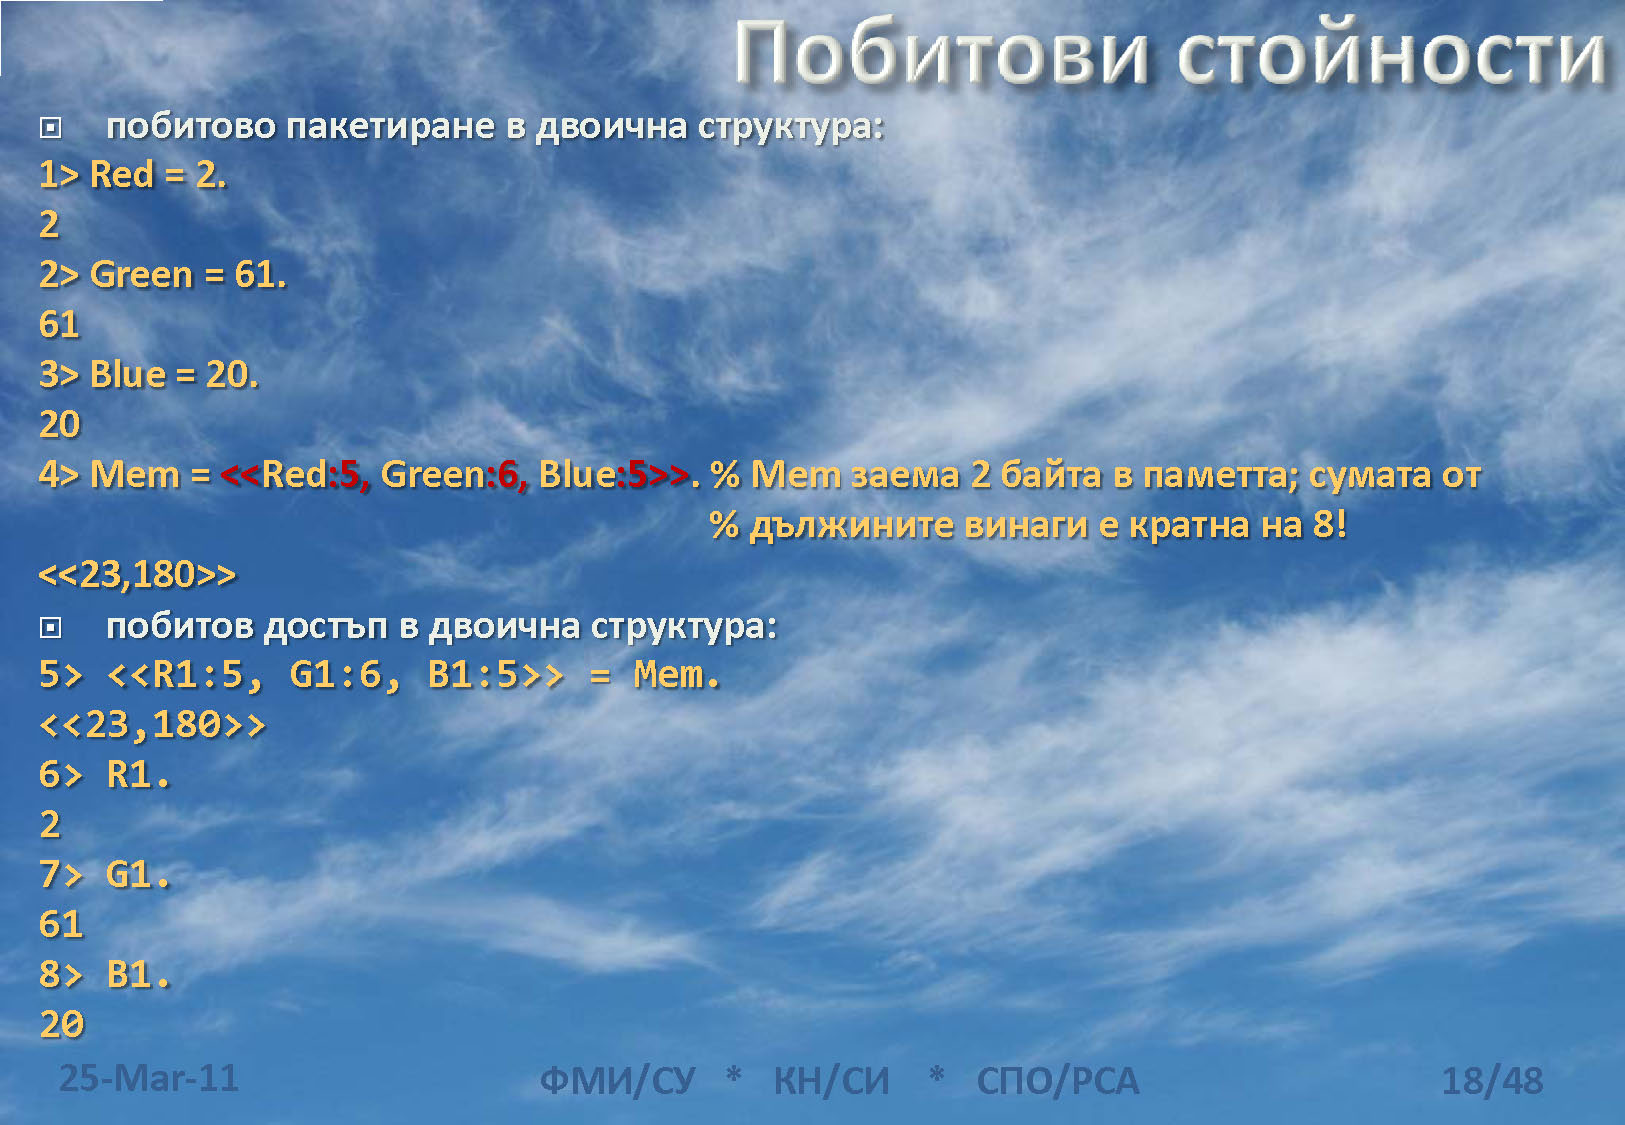 Побитови стойности
побитово пакетиране в двоична структура:
1> Red = 2.
2
2> Green = 61.
61
3> Blue = 20.
20
4> Mem = <<Red:5, Green:6, Blue:5>>. % Mem заема 2 байта в паметта; сумата от
% дължините винаги е кратна на 8!
<<23,180>>
побитов достъп в двоична структура:
5> <<R1:5, G1:6, B1:5>> = Mem.
<<23,180>>
6> R1.
2
7> G1.
61
8> B1.
20
25-Mar-11 ФМИ/СУ * КН/СИ * СПО/РСА 18/48